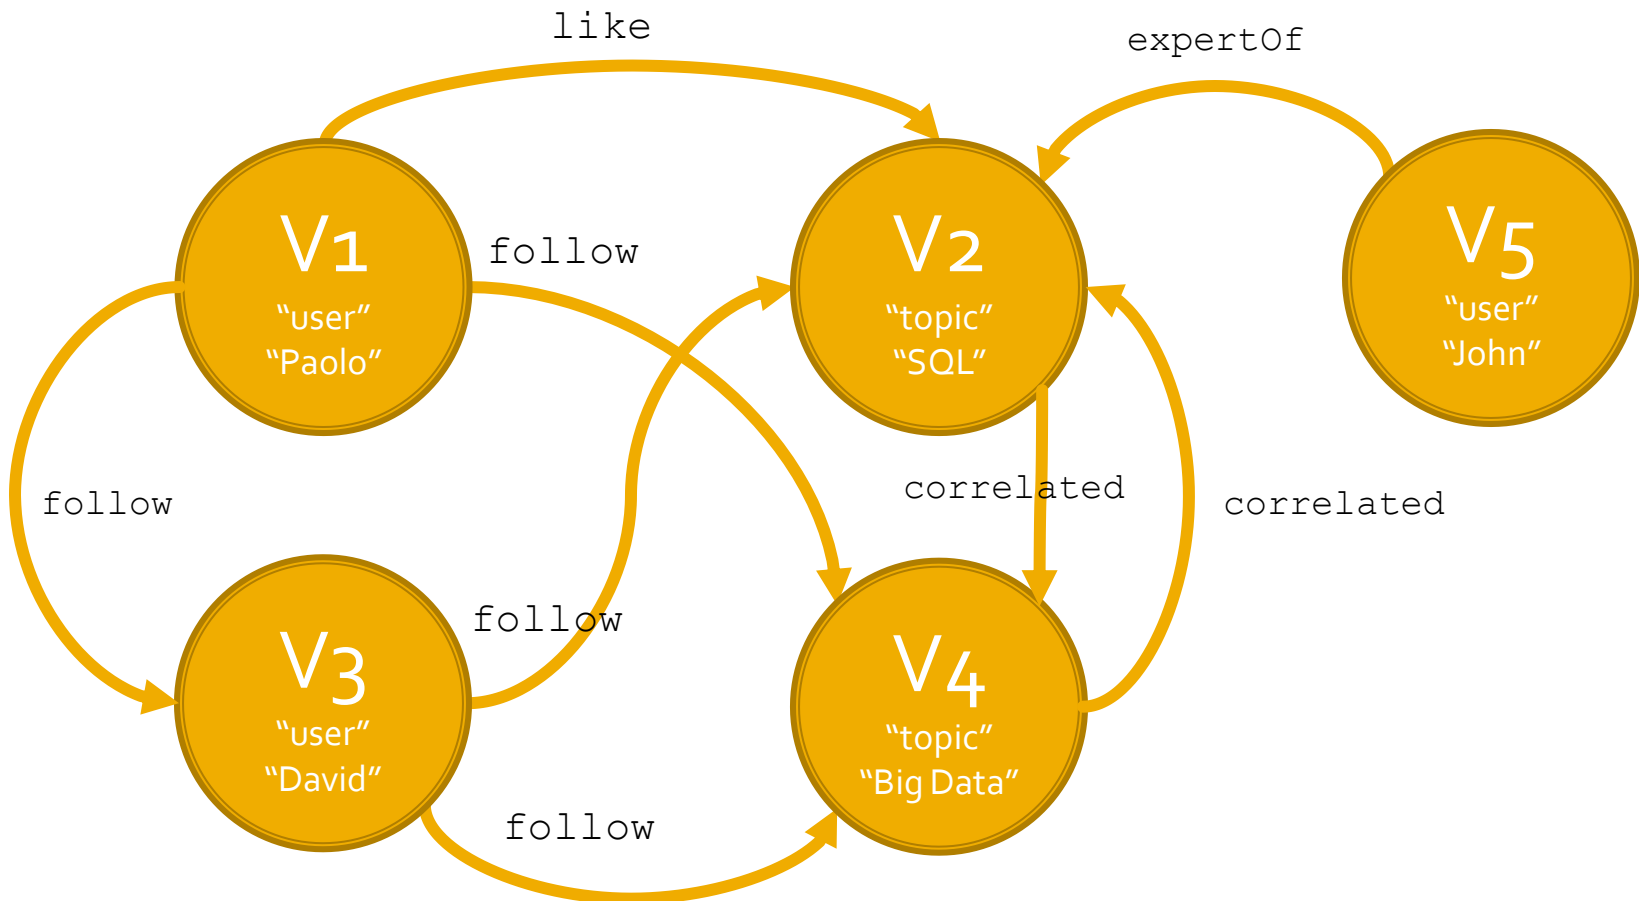 like
expertOf
V1
“user”
“Paolo”
follow
V2
“topic”
“SQL”
V5
“user”
“John”
follow
correlated
correlated
V3
“user”
“David”
follow
V4
“topic”
“Big Data”
follow